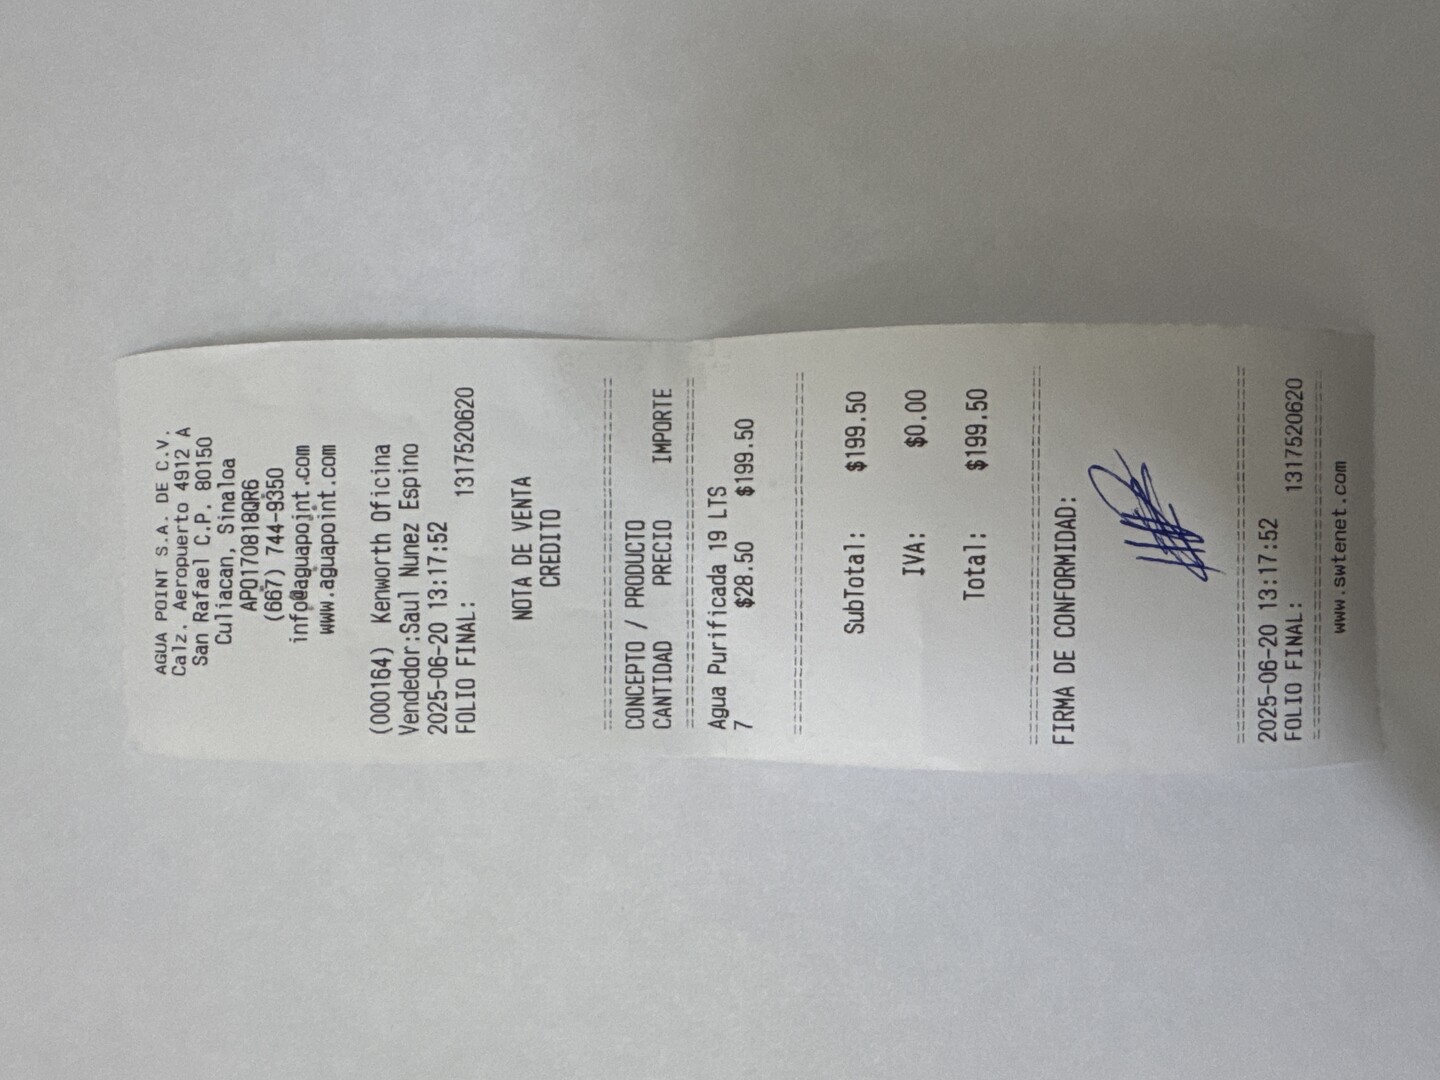 AGUA POINT S.A. DE C.V.
Calz. Aeropuerto 4912 A
San Rafael C.P. 80150
Culiacan, Sinaloa
APO170818QR6
(667) 744-9350
info@aguapoint.com
www.aguapoint.com
(000164) Kenworth Oficina
Vendedor:Saul Nunez Espino
2025-06-20 13:17:52
FOLIO FINAL: 1317520620
NOTA DE VENTA
CREDITO
CONCEPTO / PRODUCTO
CANTIDAD PRECIO IMPORTE
Agua Purificada 19 LTS
7 $28.50 $199.50
SubTotal: $199.50
IVA: $0.00
Total: $199.50
FIRMA DE CONFORMIDAD:
2025-06-20 13:17:52
FOLIO FINAL: 1317520620
www.swtenet.com